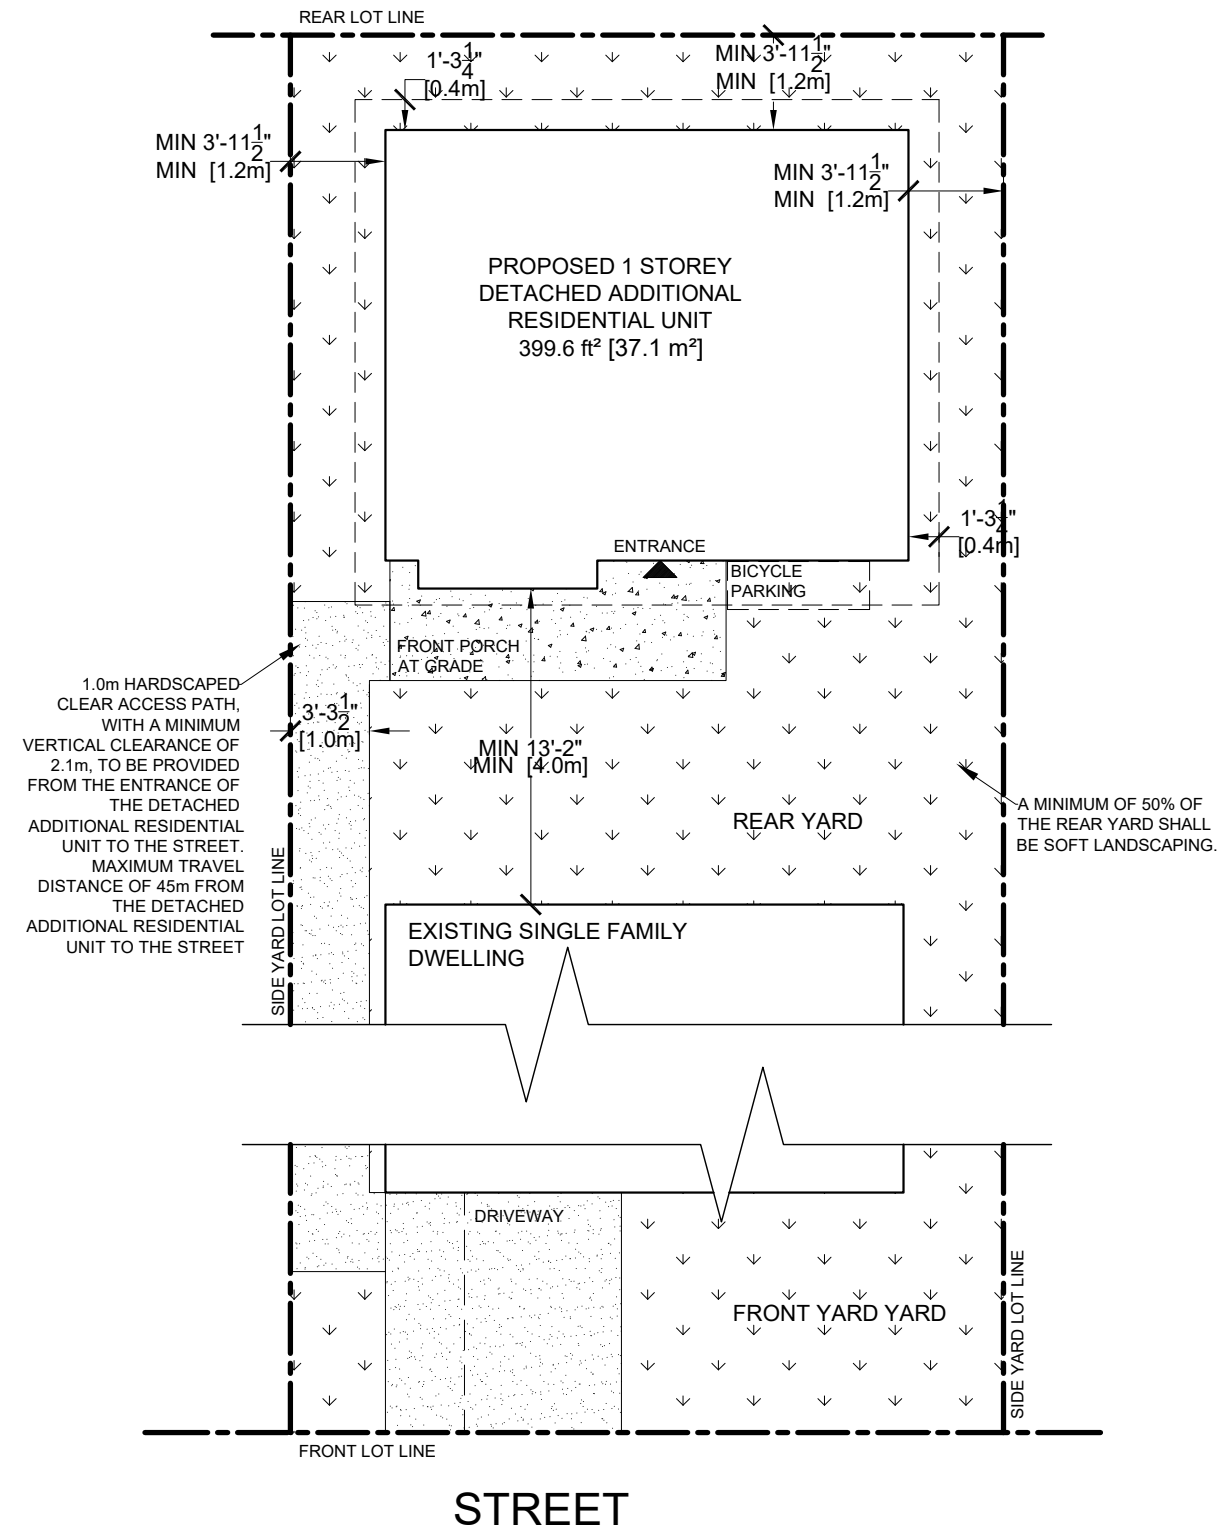 REAR LOT LINE
1'-3 1/4"
[0.4m]
MIN 3'-11 1/2"
MIN [1.2m]
MIN 3'-11 1/2"
MIN [1.2m]
MIN 3'-11 1/2"
MIN [1.2m]
PROPOSED 1 STOREY
DETACHED ADDITIONAL
RESIDENTIAL UNIT
399.6 ft² [37.1 m²]
1'-3 1/4"
[0.4m]
ENTRANCE
BICYCLE
PARKING
FRONT PORCH
AT GRADE
1.0m HARDSCAPED
CLEAR ACCESS PATH,
WITH A MINIMUM
VERTICAL CLEARANCE OF
2.1m, TO BE PROVIDED
FROM THE ENTRANCE OF
THE DETACHED
ADDITIONAL RESIDENTIAL
UNIT TO THE STREET.
MAXIMUM TRAVEL
DISTANCE OF 45m FROM
THE DETACHED
ADDITIONAL RESIDENTIAL
UNIT TO THE STREET
3'-3 1/2"
[1.0m]
MIN 13'-2"
MIN [4.0m]
REAR YARD
A MINIMUM OF 50% OF
THE REAR YARD SHALL
BE SOFT LANDSCAPING.
SIDE YARD LOT LINE
EXISTING SINGLE FAMILY
DWELLING
DRIVEWAY
FRONT YARD YARD
SIDE YARD LOT LINE
FRONT LOT LINE
STREET